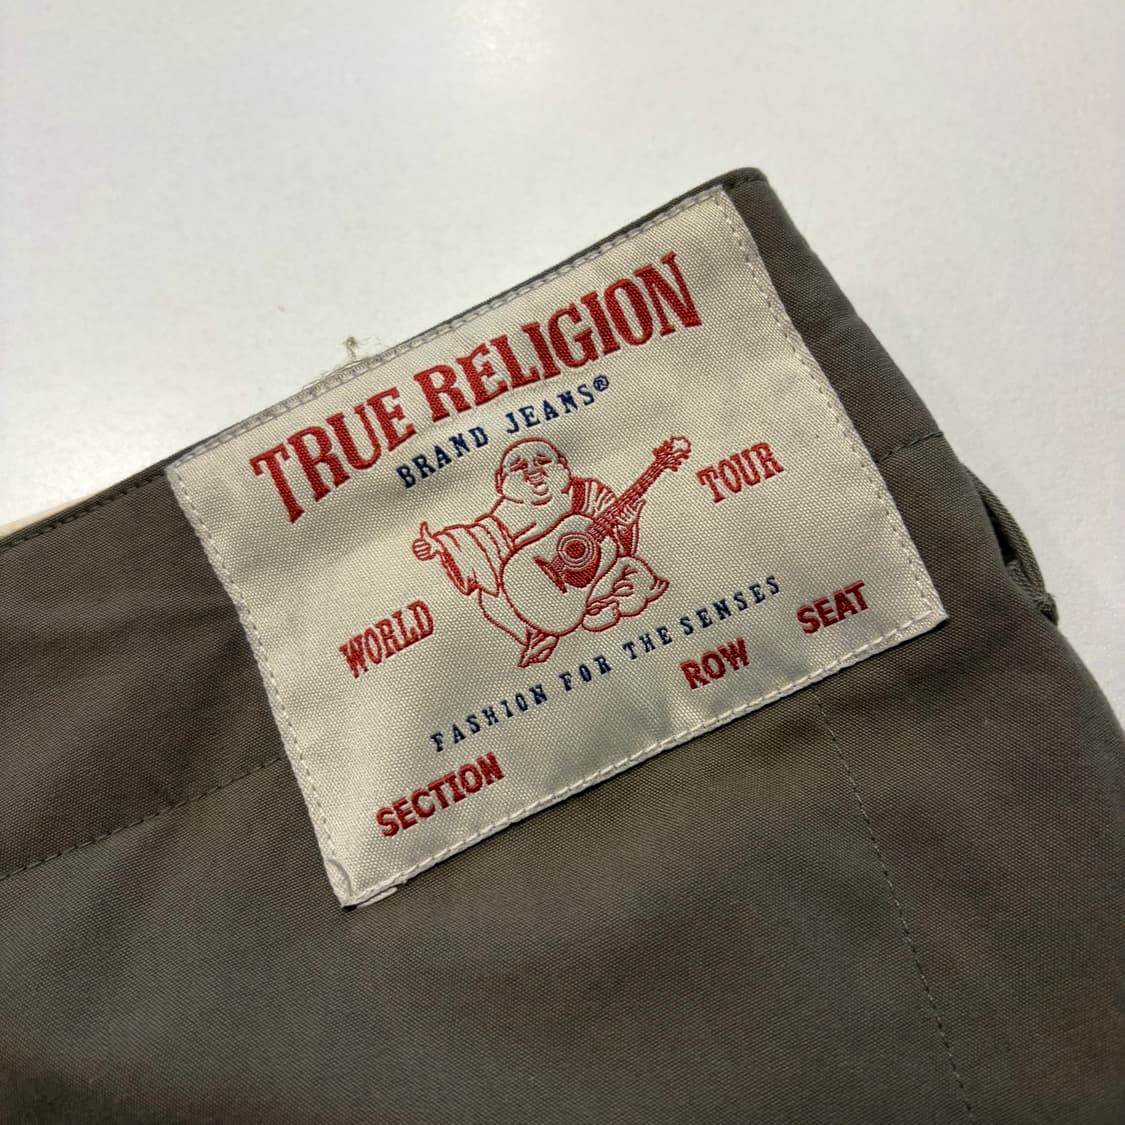 TRUE RELIGION
BRAND JEANS®
WORLD TOUR
FASHION FOR THE SENSES
SECTION ROW SEAT